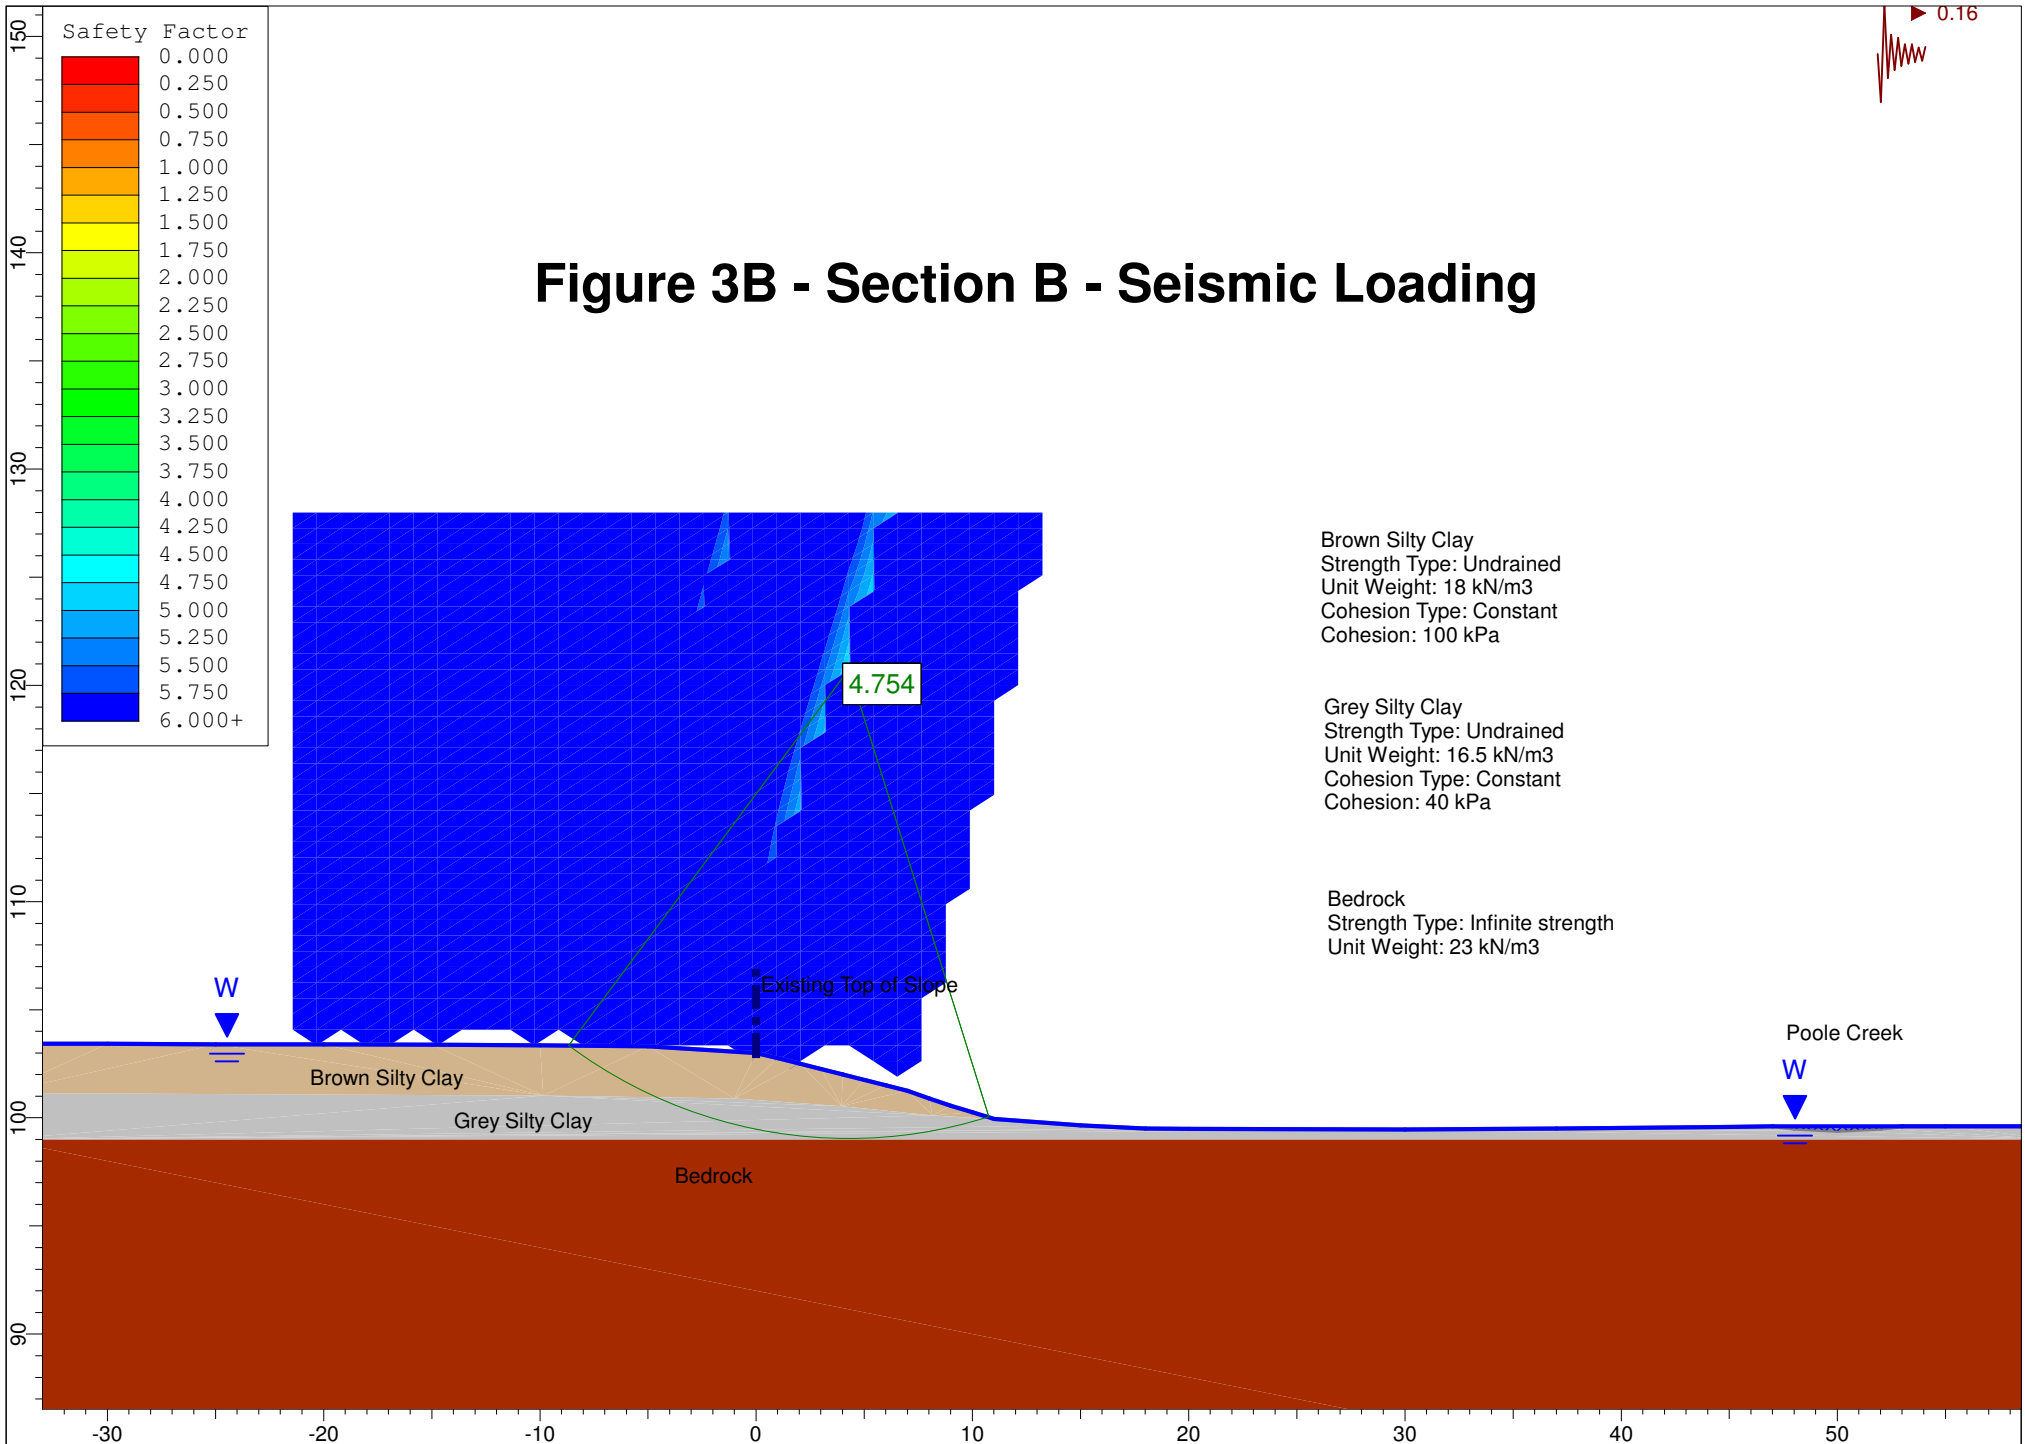 Safety Factor
0.000
0.250
0.500
0.750
1.000
1.250
1.500
1.750
2.000
2.250
2.500
2.750
3.000
3.250
3.500
3.750
4.000
4.250
4.500
4.750
5.000
5.250
5.500
5.750
6.000+
0.16
Figure 3B - Section B - Seismic Loading
Brown Silty Clay
Strength Type: Undrained
Unit Weight: 18 kN/m3
Cohesion Type: Constant
Cohesion: 100 kPa
Grey Silty Clay
Strength Type: Undrained
Unit Weight: 16.5 kN/m3
Cohesion Type: Constant
Cohesion: 40 kPa
Bedrock
Strength Type: Infinite strength
Unit Weight: 23 kN/m3
4.754
Existing Top of Slope
W
Poole Creek
W
Brown Silty Clay
Grey Silty Clay
Bedrock
150
140
130
120
110
100
90
-30
-20
-10
0
10
20
30
40
50